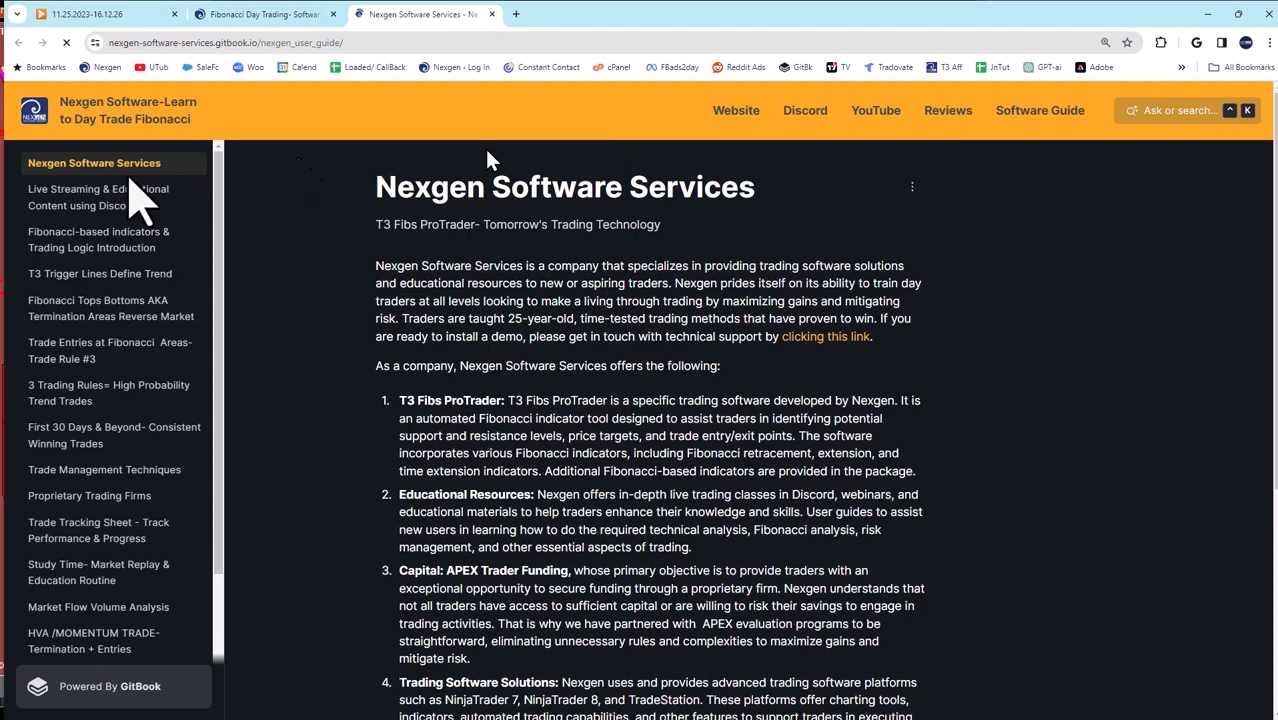 11.25.2023-16.12.26
Fibonacci Day Trading- Softwar
Nexgen Software Services - Ne
nexgen-software-services.gitbook.io/nexgen_user_guide/
Bookmarks Nexgen UTub SaleFc Woo Calend Loaded/ CallBack Nexgen ‹ Log In Constant Contact cPanel FBads2day Reddit Ads GitBk TV Tradovate T3 Aff JnTut GPT-ai Adobe » All Bookmarks
Nexgen Software-Learn
to Day Trade Fibonacci
Website Discord YouTube Reviews Software Guide Ask or search... ^ K
Nexgen Software Services
Live Streaming & Educational
Content using Disco
Fibonacci-based indicators &
Trading Logic Introduction
T3 Trigger Lines Define Trend
Fibonacci Tops Bottoms AKA
Termination Areas Reverse Market
Trade Entries at Fibonacci Areas-
Trade Rule #3
3 Trading Rules= High Probability
Trend Trades
First 30 Days & Beyond- Consistent
Winning Trades
Trade Management Techniques
Proprietary Trading Firms
Trade Tracking Sheet - Track
Performance & Progress
Study Time- Market Replay &
Education Routine
Market Flow Volume Analysis
HVA /MOMENTUM TRADE-
Termination + Entries
Powered By GitBook
Nexgen Software Services
T3 Fibs ProTrader- Tomorrow's Trading Technology
Nexgen Software Services is a company that specializes in providing trading software solutions
and educational resources to new or aspiring traders. Nexgen prides itself on its ability to train day
traders at all levels looking to make a living through trading by maximizing gains and mitigating
risk. Traders are taught 25-year-old, time-tested trading methods that have proven to win. If you
are ready to install a demo, please get in touch with technical support by clicking this link.
As a company, Nexgen Software Services offers the following:
1. T3 Fibs ProTrader: T3 Fibs ProTrader is a specific trading software developed by Nexgen. It is
an automated Fibonacci indicator tool designed to assist traders in identifying potential
support and resistance levels, price targets, and trade entry/exit points. The software
incorporates various Fibonacci indicators, including Fibonacci retracement, extension, and
time extension indicators. Additional Fibonacci-based indicators are provided in the package.
2. Educational Resources: Nexgen offers in-depth live trading classes in Discord, webinars, and
educational materials to help traders enhance their knowledge and skills. User guides to assist
new users in learning how to do the required technical analysis, Fibonacci analysis, risk
management, and other essential aspects of trading.
3. Capital: APEX Trader Funding, whose primary objective is to provide traders with an
exceptional opportunity to secure funding through a proprietary firm. Nexgen understands that
not all traders have access to sufficient capital or are willing to risk their savings to engage in
trading activities. That is why we have partnered with APEX evaluation programs to be
straightforward, eliminating unnecessary rules and complexities to maximize gains and
mitigate risk.
4. Trading Software Solutions: Nexgen uses and provides advanced trading software platforms
such as NinjaTrader 7, NinjaTrader 8, and TradeStation. These platforms offer charting tools,
indicators, automated trading capabilities, and other features to support traders in executing